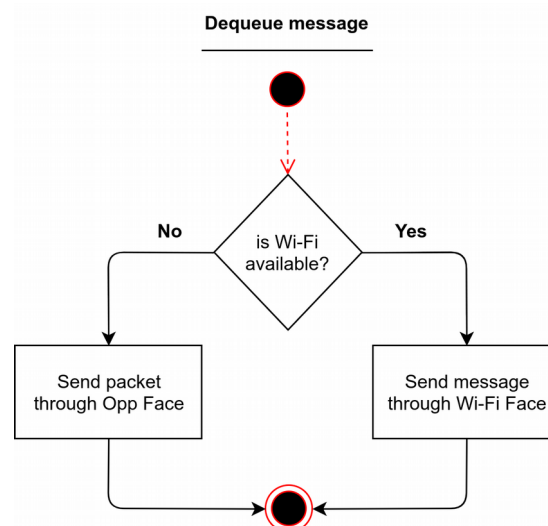 Dequeue message
No
Yes
is Wi-Fi
available?
Send packet
through Opp Face
Send message
through Wi-Fi Face